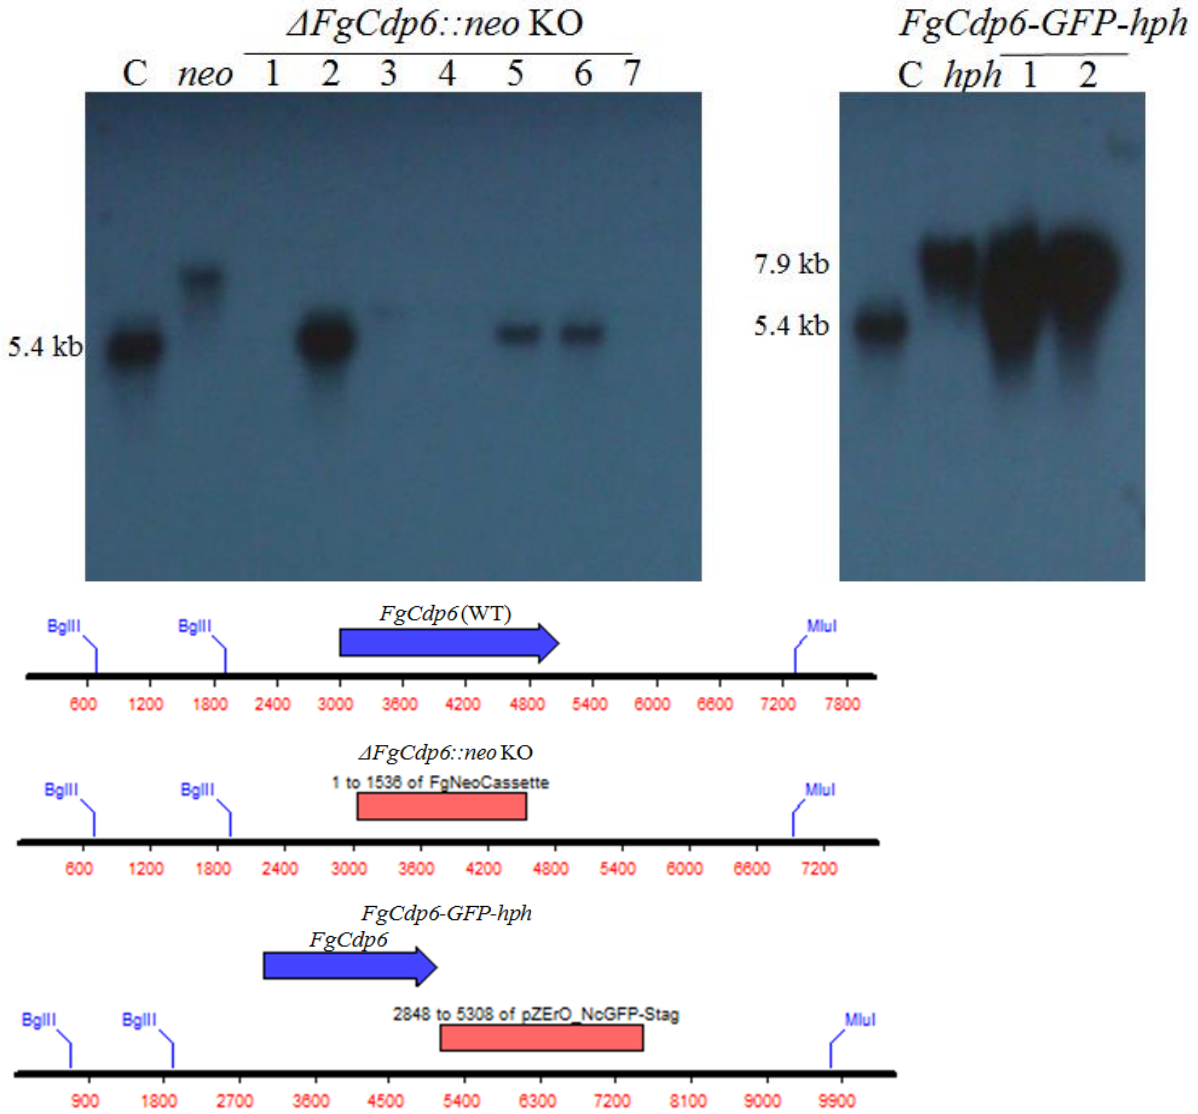 ΔFgCdp6::neo KO
C neo 1 2 3 4 5 6 7
5.4 kb
FgCdp6-GFP-hph
C hph 1 2
7.9 kb
5.4 kb
FgCdp6 (WT)
BglII BglII MluI
600 1200 1800 2400 3000 3600 4200 4800 5400 6000 6600 7200 7800
ΔFgCdp6::neo KO
1 to 1536 of FgNeoCassette
BglII BglII MluI
600 1200 1800 2400 3000 3600 4200 4800 5400 6000 6600 7200
FgCdp6-GFP-hph
FgCdp6
2848 to 5308 of pZErO_NcGFP-Stag
BglII BglII MluI
900 1800 2700 3600 4500 5400 6300 7200 8100 9000 9900